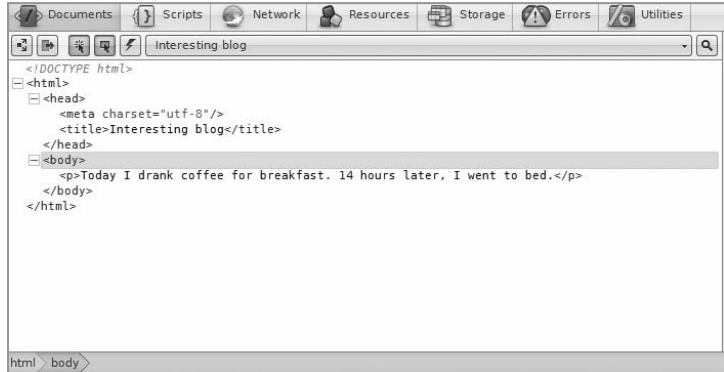 Documents Scripts Network Resources Storage Errors Utilities
Interesting blog
<!DOCTYPE html>
<html>
<head>
<meta charset="utf-8"/>
<title>Interesting blog</title>
</head>
<body>
<p>Today I drank coffee for breakfast. 14 hours later, I went to bed.</p>
</body>
</html>
html body